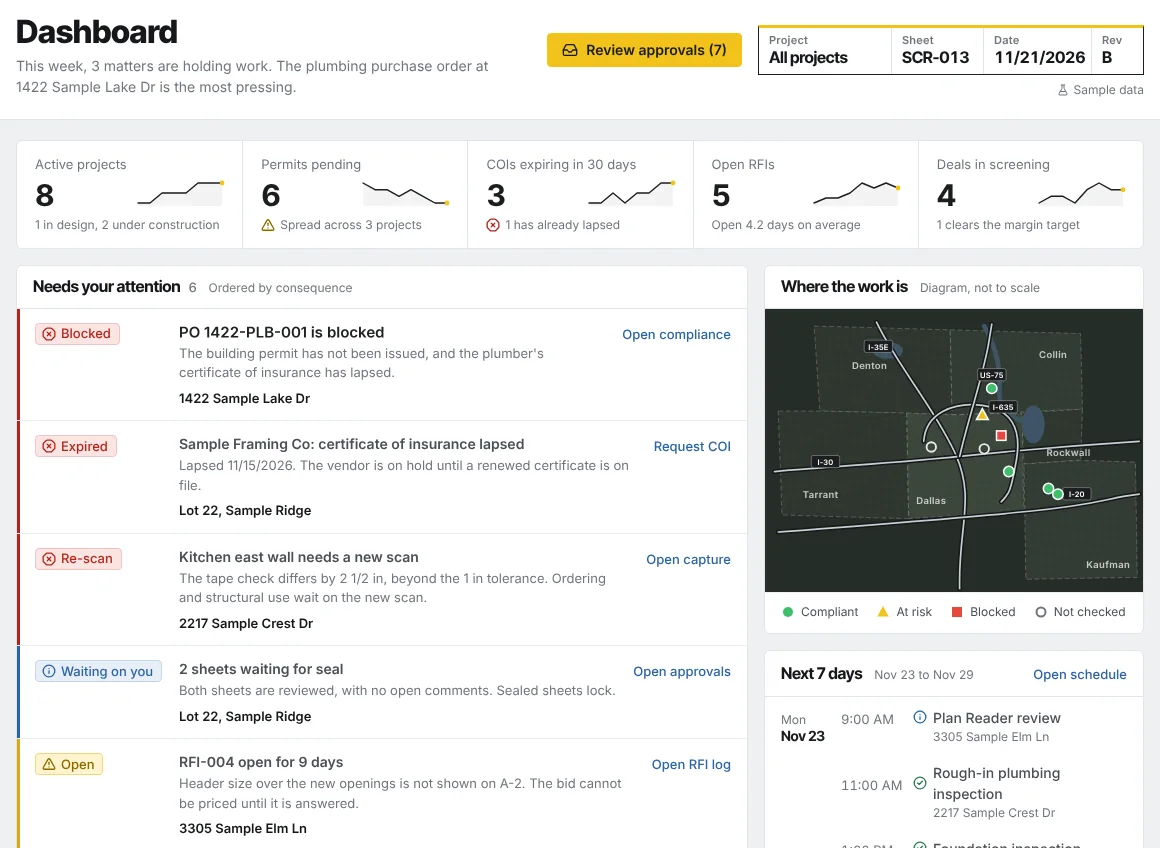 Dashboard
This week, 3 matters are holding work. The plumbing purchase order at
1422 Sample Lake Dr is the most pressing.
Review approvals (7)
Project
All projects
Sheet
SCR-013
Date
11/21/2026
Rev
B
Sample data
Active projects
8
1 in design, 2 under construction
Permits pending
6
Spread across 3 projects
COIs expiring in 30 days
3
1 has already lapsed
Open RFIs
5
Open 4.2 days on average
Deals in screening
4
1 clears the margin target
Needs your attention 6 Ordered by consequence
Blocked
PO 1422-PLB-001 is blocked
The building permit has not been issued, and the plumber's
certificate of insurance has lapsed.
1422 Sample Lake Dr
Open compliance
Expired
Sample Framing Co: certificate of insurance lapsed
Lapsed 11/15/2026. The vendor is on hold until a renewed certificate is on
file.
Lot 22, Sample Ridge
Request COI
Re-scan
Kitchen east wall needs a new scan
The tape check differs by 2 1/2 in, beyond the 1 in tolerance. Ordering
and structural use wait on the new scan.
2217 Sample Crest Dr
Open capture
Waiting on you
2 sheets waiting for seal
Both sheets are reviewed, with no open comments. Sealed sheets lock.
Lot 22, Sample Ridge
Open approvals
Open
RFI-004 open for 9 days
Header size over the new openings is not shown on A-2. The bid cannot
be priced until it is answered.
3305 Sample Elm Ln
Open RFI log
Where the work is Diagram, not to scale
I-35E
Denton
Collin
US-75
I-635
I-30
Rockwall
Tarrant
Dallas
I-20
Kaufman
Compliant
At risk
Blocked
Not checked
Next 7 days Nov 23 to Nov 29
Open schedule
Mon
Nov 23
9:00 AM
Plan Reader review
3305 Sample Elm Ln
11:00 AM
Rough-in plumbing
inspection
2217 Sample Crest Dr
Foundation inspection